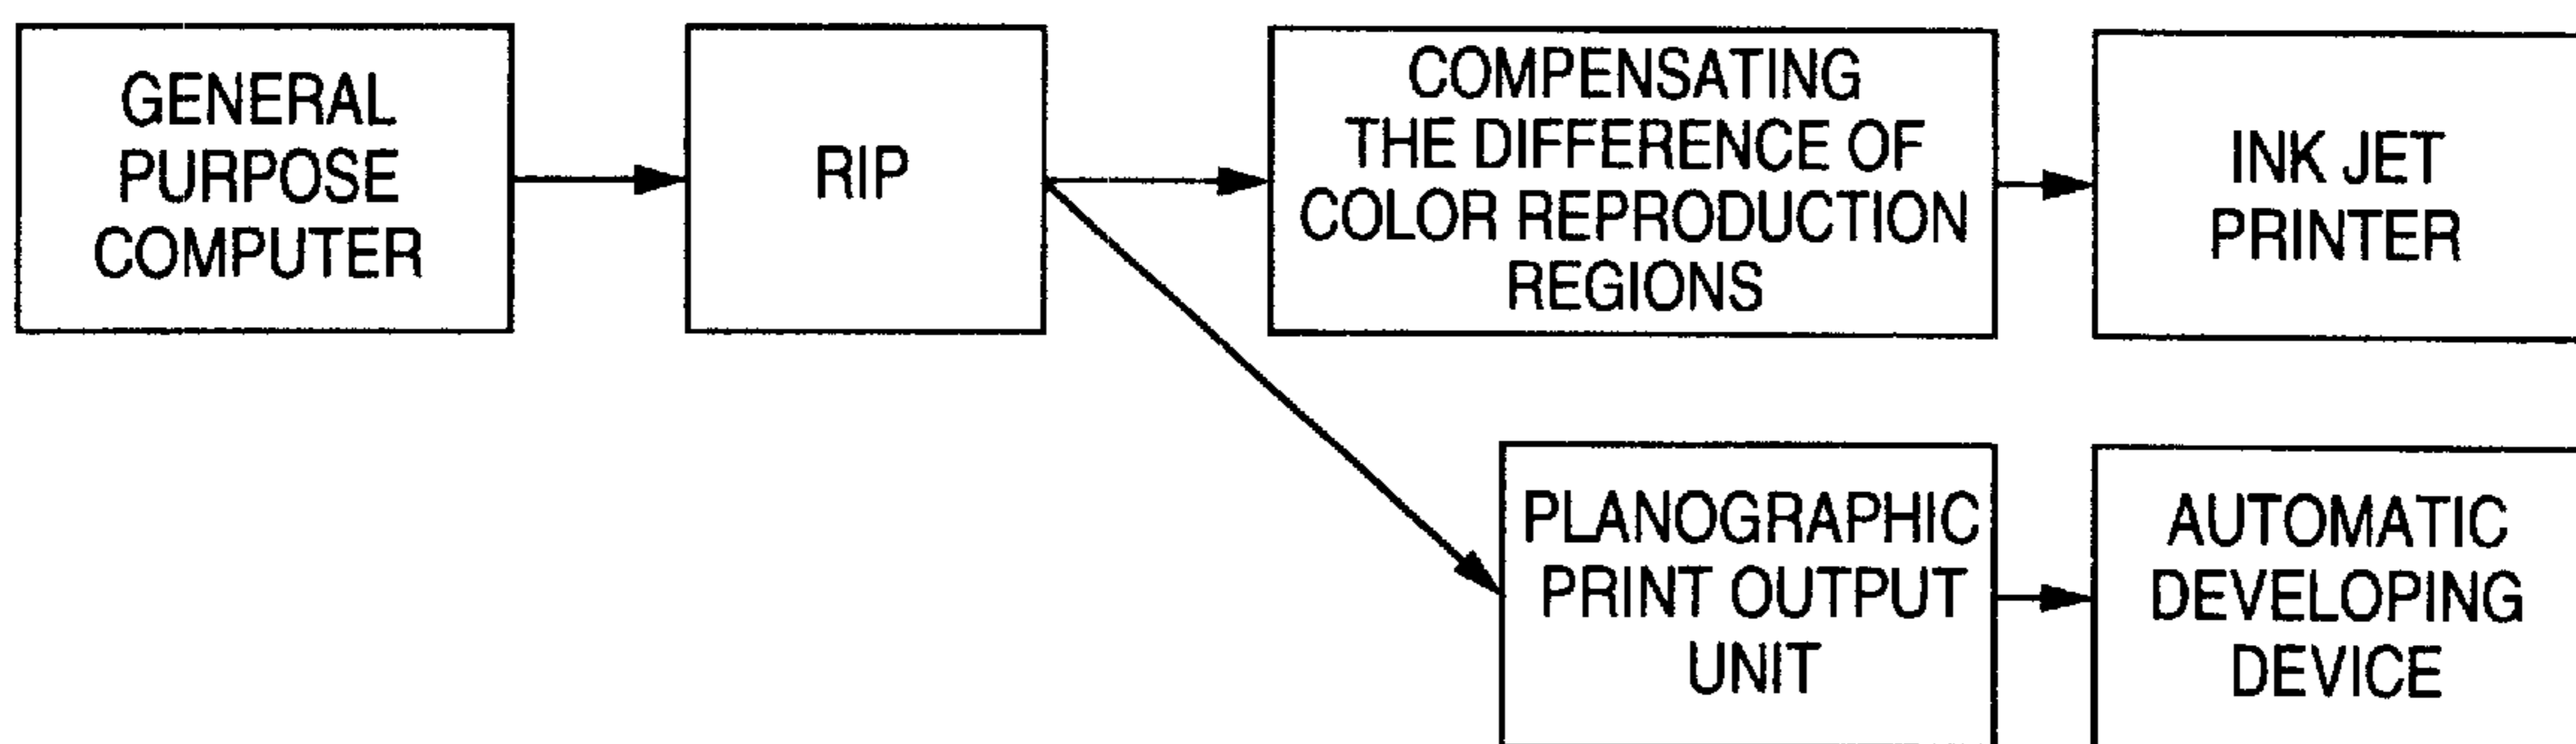 GENERAL
PURPOSE
COMPUTER
RIP
COMPENSATING
THE DIFFERENCE OF
COLOR REPRODUCTION
REGIONS
INK JET
PRINTER
PLANOGRAPHIC
PRINT OUTPUT
UNIT
AUTOMATIC
DEVELOPING
DEVICE